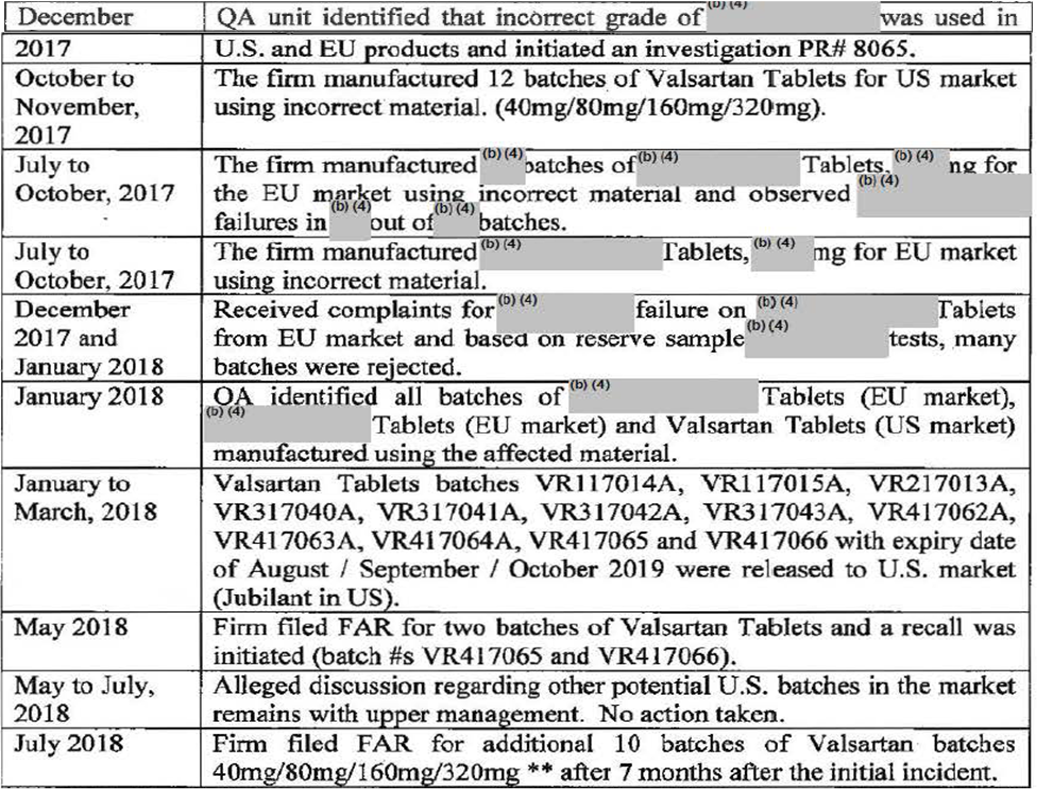 December QA unit identified that incorrect grade of (b) (4) was used in
2017 U.S. and EU products and initiated an investigation PR# 8065.
October to The firm manufactured 12 batches of Valsartan Tablets for US market
November, using incorrect material. (40mg/80mg/160mg/320mg).
2017
July to The firm manufactured (b) (4) batches of (b) (4) Tablets, (b) (4) mg for
October, 2017 the EU market using incorrect material and observed (b) (4)
failures in (b) (4) out of (b) (4) batches.
July to The firm manufactured (b) (4) Tablets, (b) (4) mg for EU market
October, 2017 using incorrect material.
December Received complaints for (b) (4) failure on (b) (4) Tablets
2017 and from EU market and based on reserve sample (b) (4) tests, many
January 2018 batches were rejected.
January 2018 QA identified all batches of (b) (4) Tablets (EU market),
(b) (4) Tablets (EU market) and Valsartan Tablets (US market)
manufactured using the affected material.
January to Valsartan Tablets batches VR117014A, VR117015A, VR217013A,
March, 2018 VR317040A, VR317041A, VR317042A, VR317043A, VR417062A,
VR417063A, VR417064A, VR417065 and VR417066 with expiry date
of August / September / October 2019 were released to U.S. market
(Jubilant in US).
May 2018 Firm filed FAR for two batches of Valsartan Tablets and a recall was
initiated (batch #s VR417065 and VR417066).
May to July, Alleged discussion regarding other potential U.S. batches in the market
2018 remains with upper management. No action taken.
July 2018 Firm filed FAR for additional 10 batches of Valsartan batches
40mg/80mg/160mg/320mg ** after 7 months after the initial incident.